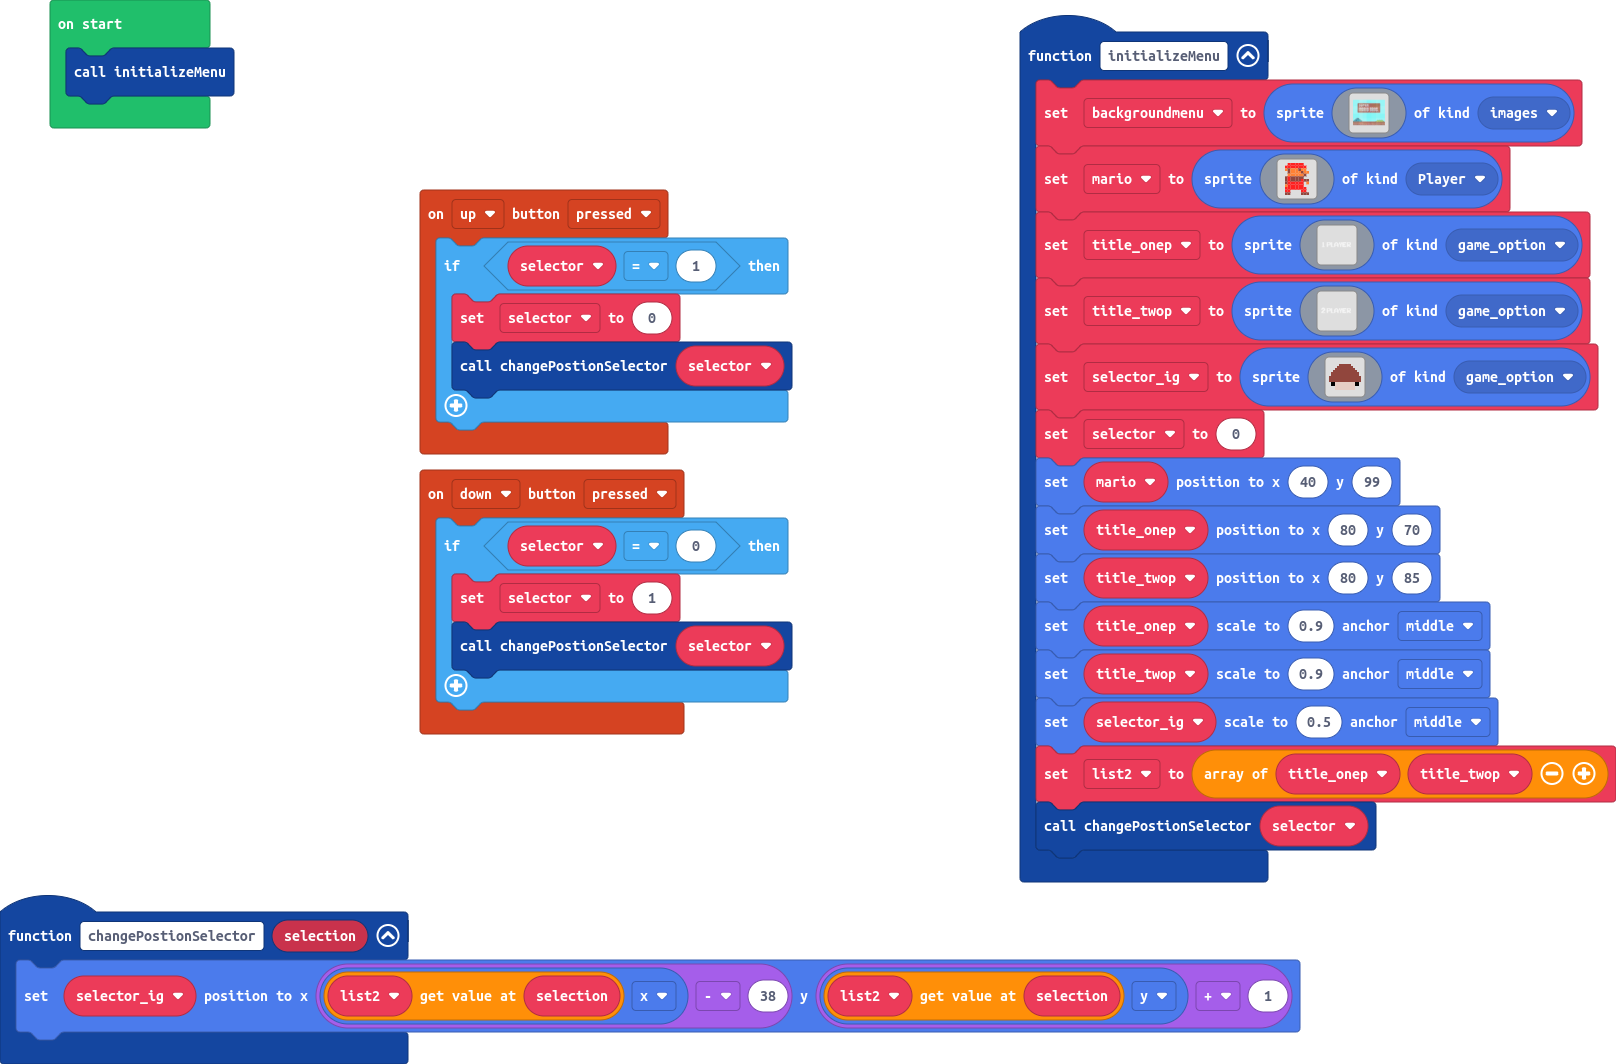 on start
call initializeMenu
on up button pressed
if selector = 1 then
set selector to 0
call changePostionSelector selector
on down button pressed
if selector = 0 then
set selector to 1
call changePostionSelector selector
function initializeMenu
set backgroundmenu to sprite of kind images
set mario to sprite of kind Player
set title_onep to sprite of kind game_option
set title_twop to sprite of kind game_option
set selector_ig to sprite of kind game_option
set selector to 0
set mario position to x 40 y 99
set title_onep position to x 80 y 70
set title_twop position to x 80 y 85
set title_onep scale to 0.9 anchor middle
set title_twop scale to 0.9 anchor middle
set selector_ig scale to 0.5 anchor middle
set list2 to array of title_onep title_twop
call changePostionSelector selector
function changePostionSelector selection
set selector_ig position to x list2 get value at selection x - 38 y list2 get value at selection y + 1